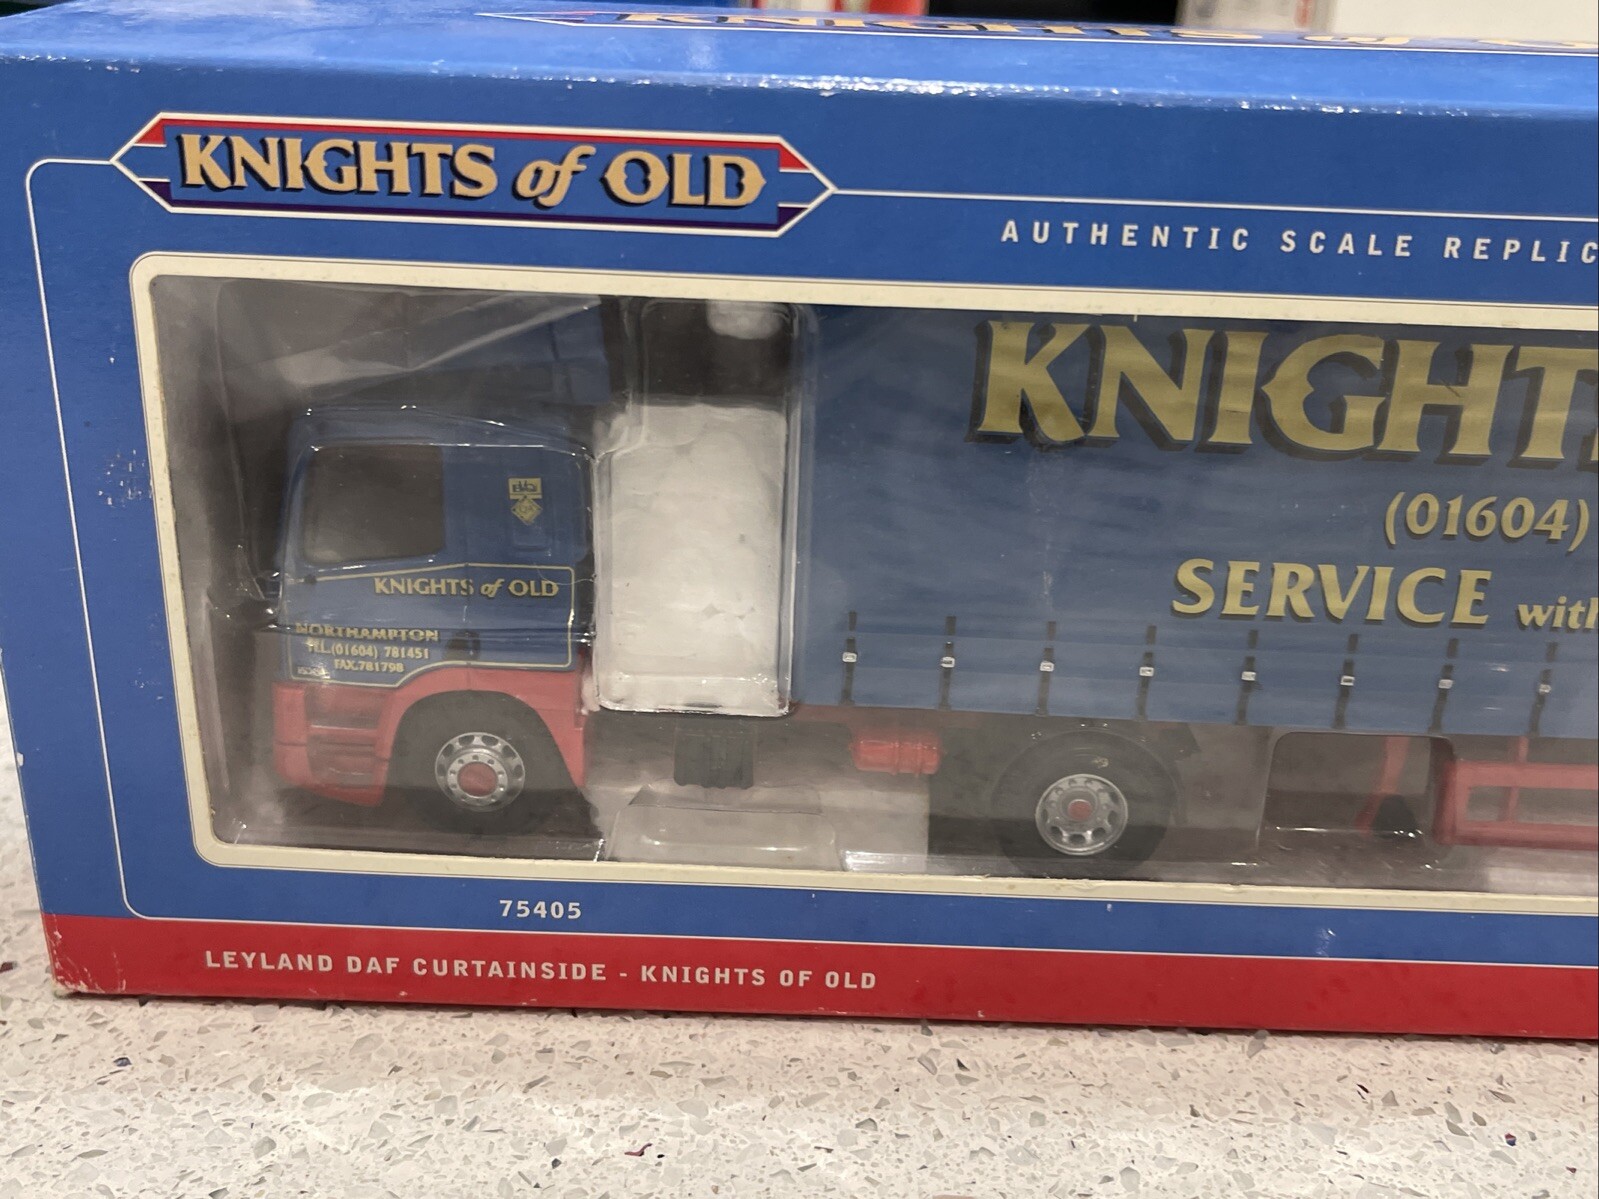 KNIGHTS of OLD
AUTHENTIC SCALE REPLIC
KNIGHTS
(01604)
SERVICE with
KNIGHTS of OLD
NORTHAMPTON
TEL.(01604) 781451
FAX.781798
75405
LEYLAND DAF CURTAINSIDE - KNIGHTS OF OLD